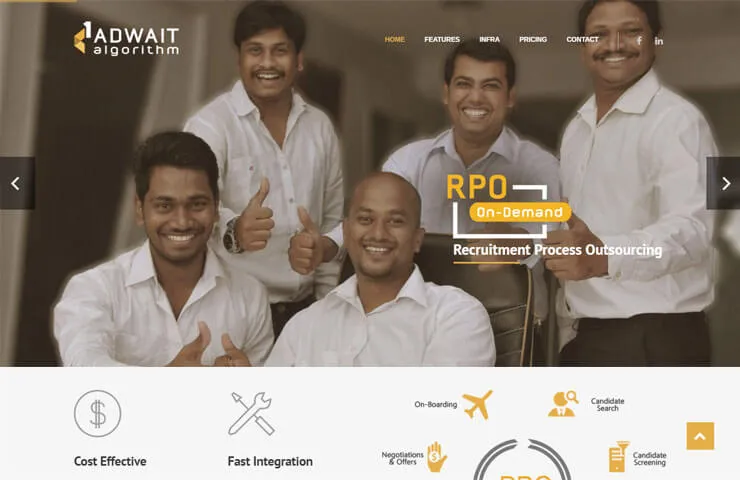 ADWAIT
algorithm
HOME FEATURES INFRA PRICING CONTACT
RPO
On-Demand
Recruitment Process Outsourcing
On-Boarding
Candidate
Search
Negotiations
& Offers
Candidate
Screening
Cost Effective
Fast Integration
RPO